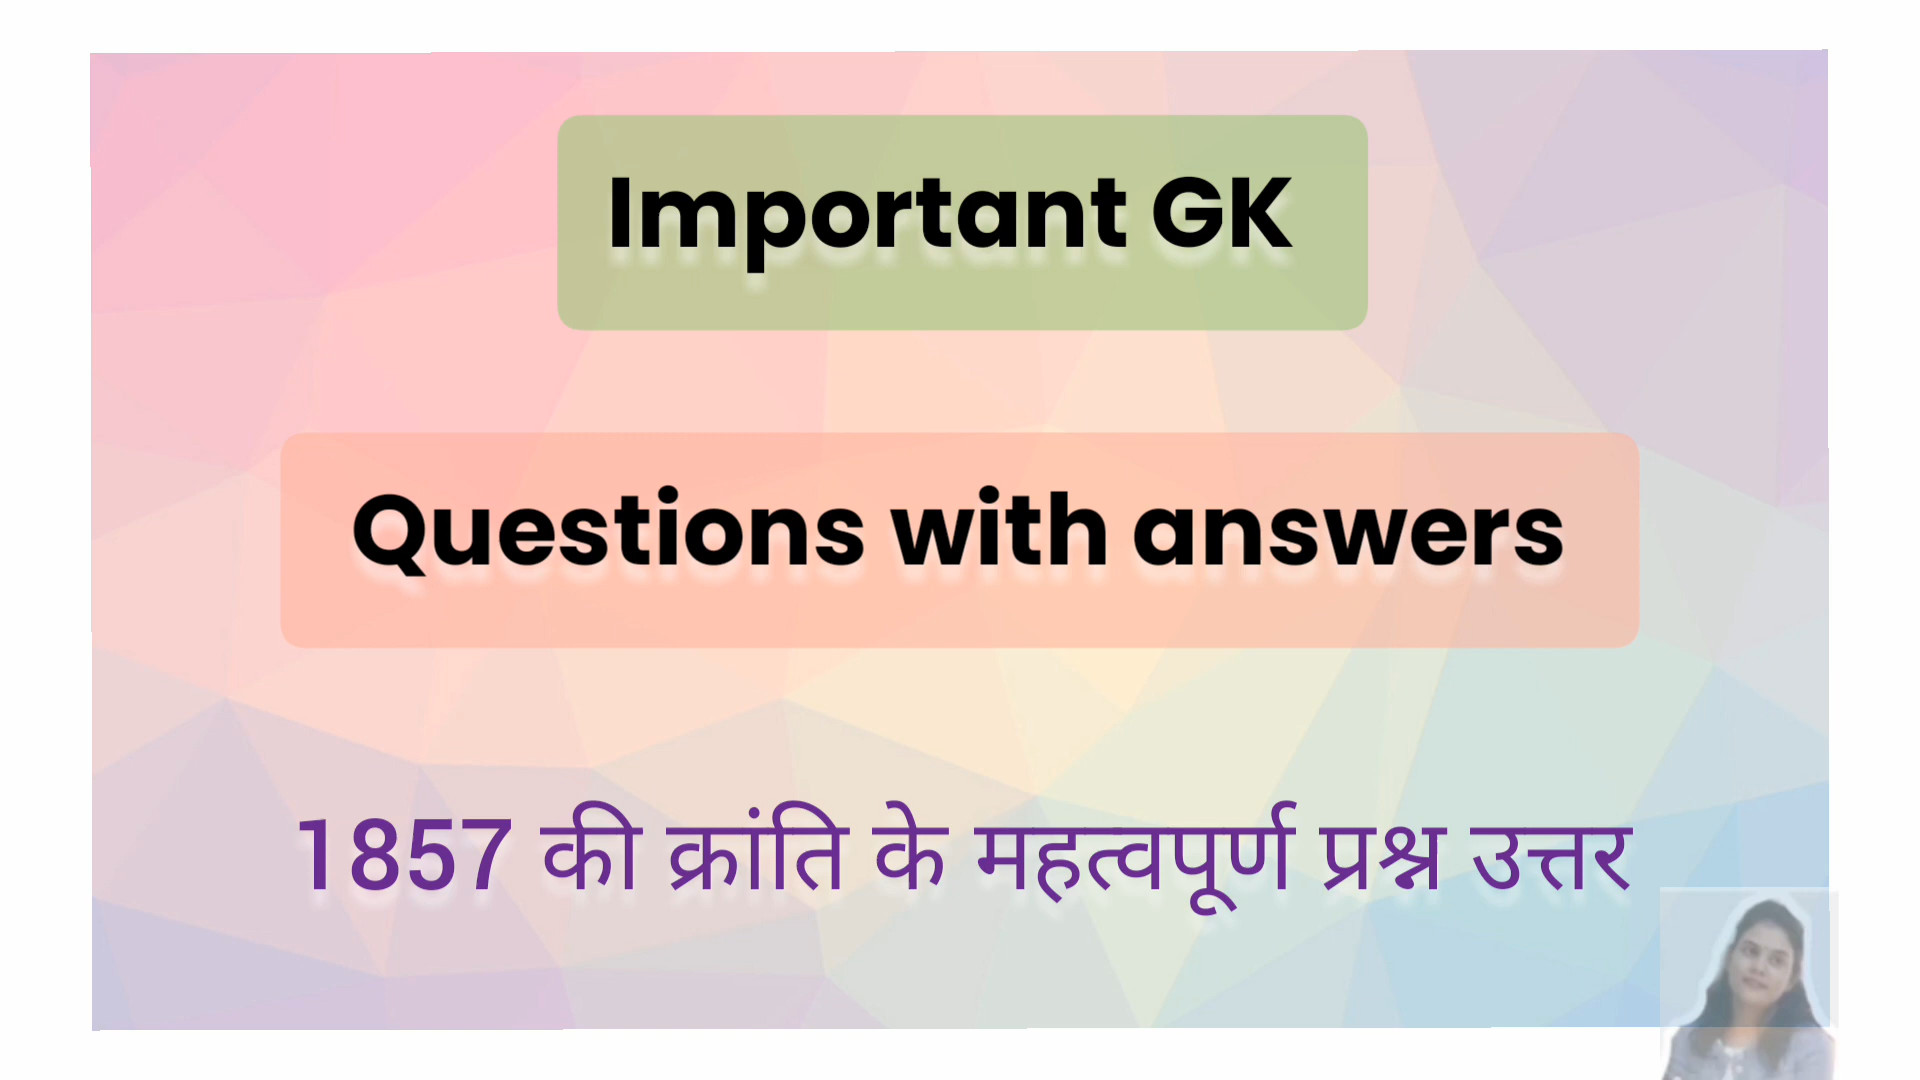 Important GK
Questions with answers
1857 की क्रांति के महत्वपूर्ण प्रश्न उत्तर